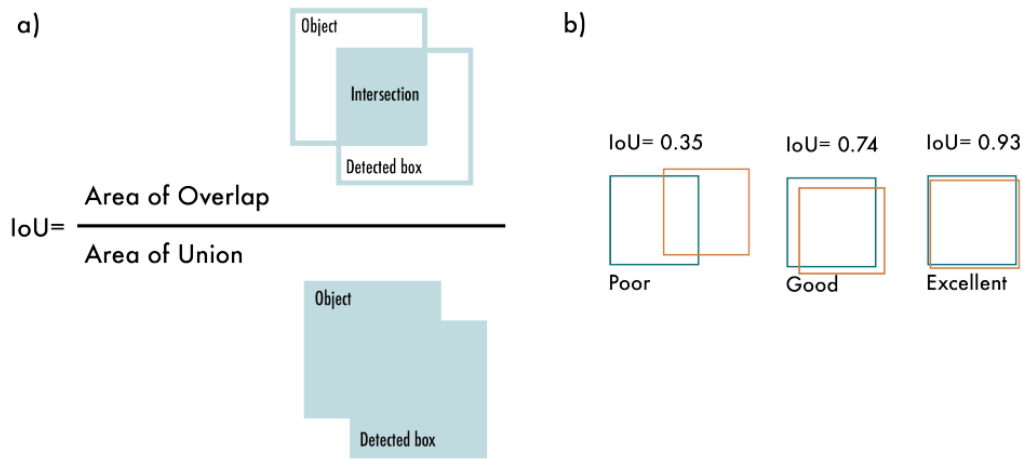 a)
Object
Intersection
Detected box
IoU=
Area of Overlap
Area of Union
Object
Detected box
b)
IoU= 0.35
IoU= 0.74
IoU= 0.93
Poor
Good
Excellent